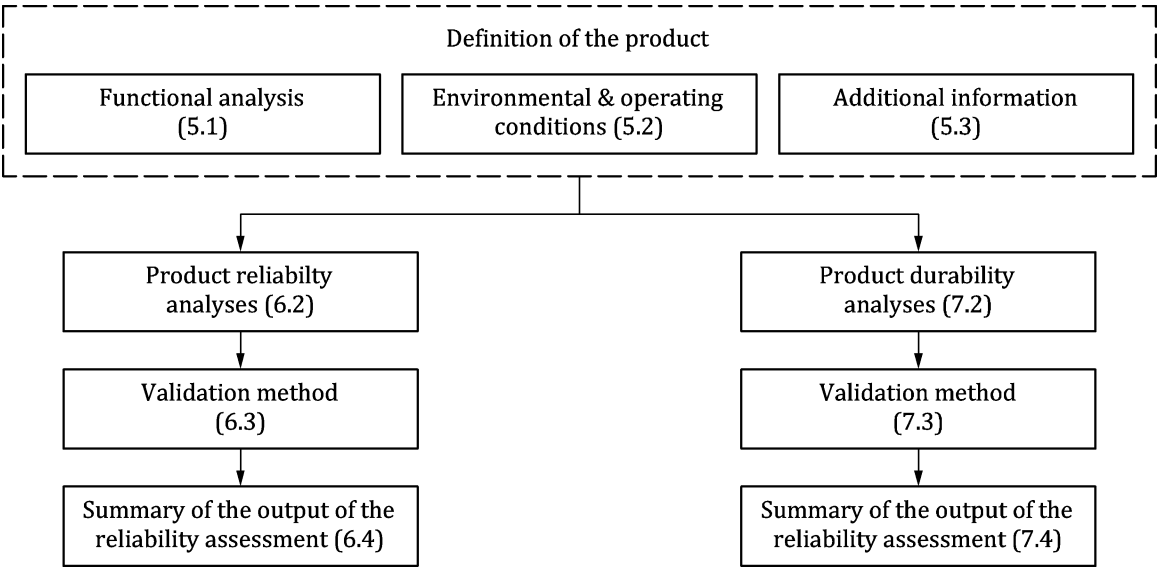 Definition of the product
Functional analysis
(5.1)
Environmental & operating
conditions (5.2)
Additional information
(5.3)
Product reliabilty
analyses (6.2)
Validation method
(6.3)
Summary of the output of the
reliability assessment (6.4)
Product durability
analyses (7.2)
Validation method
(7.3)
Summary of the output of the
reliability assessment (7.4)